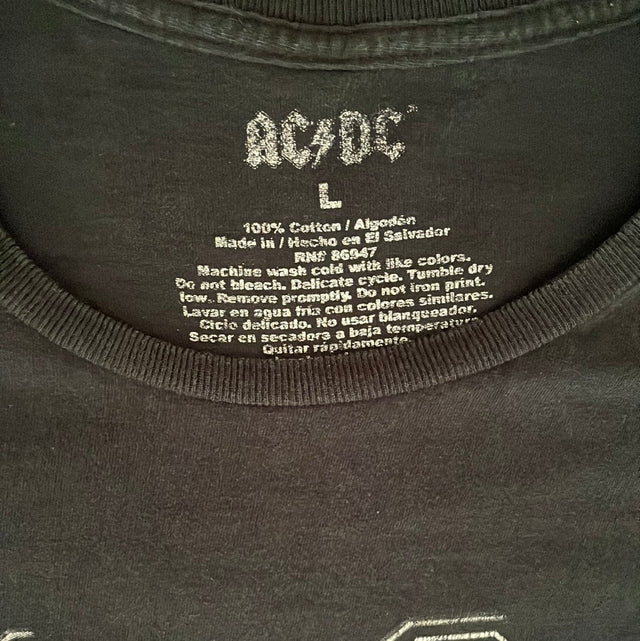 AC⚡DC
L
100% Cotton / Algodón
Made in / Hecho en El Salvador
RN# 86947
Machine wash cold with like colors.
Do not bleach. Delicate cycle. Tumble dry
low. Remove promptly. Do not iron print.
Lavar en agua fria con colores similares.
Ciclo delicado. No usar blanqueador.
Secar en secadora a baja temperatura.
Quitar rápidamente.